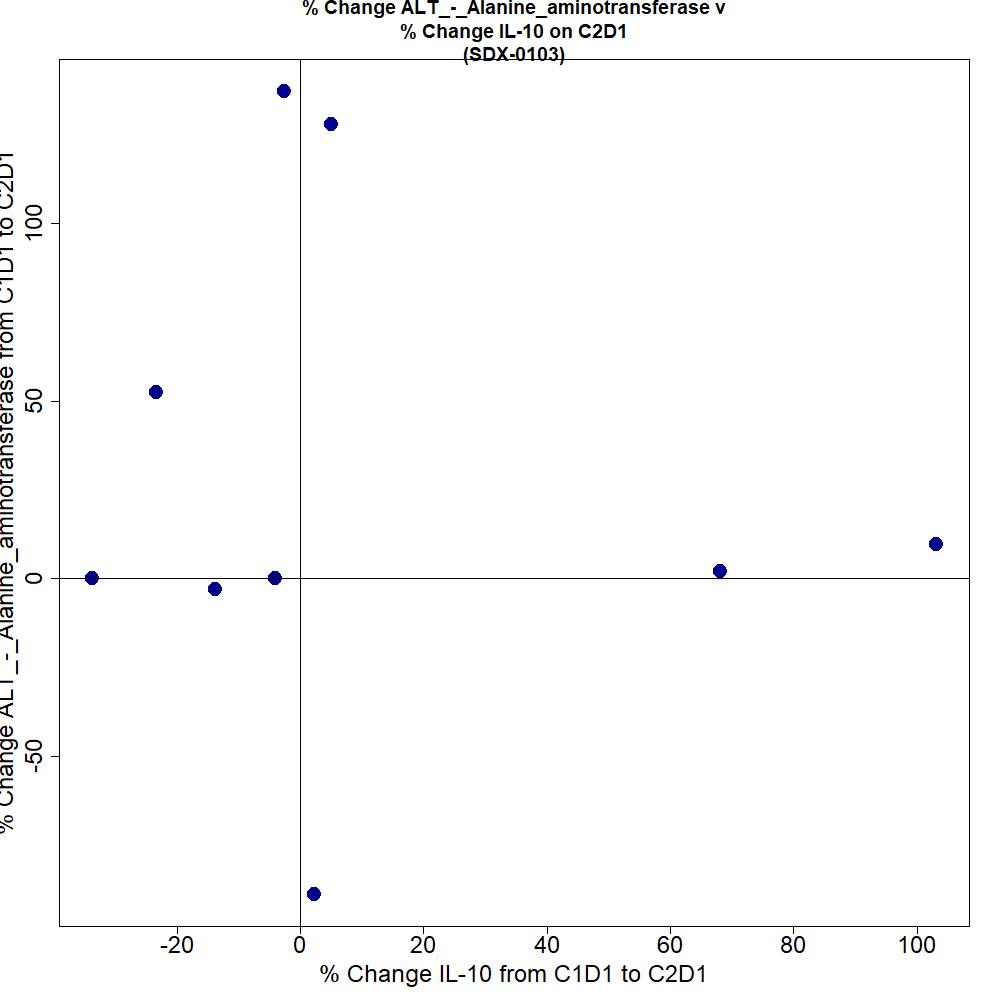 % Change ALT_-_Alanine_aminotransferase v
% Change IL-10 on C2D1
(SDX-0103)
% Change ALT_-_Alanine_aminotransferase from C1D1 to C2D1
100
50
0
-50
-20
0
20
40
60
80
100
% Change IL-10 from C1D1 to C2D1